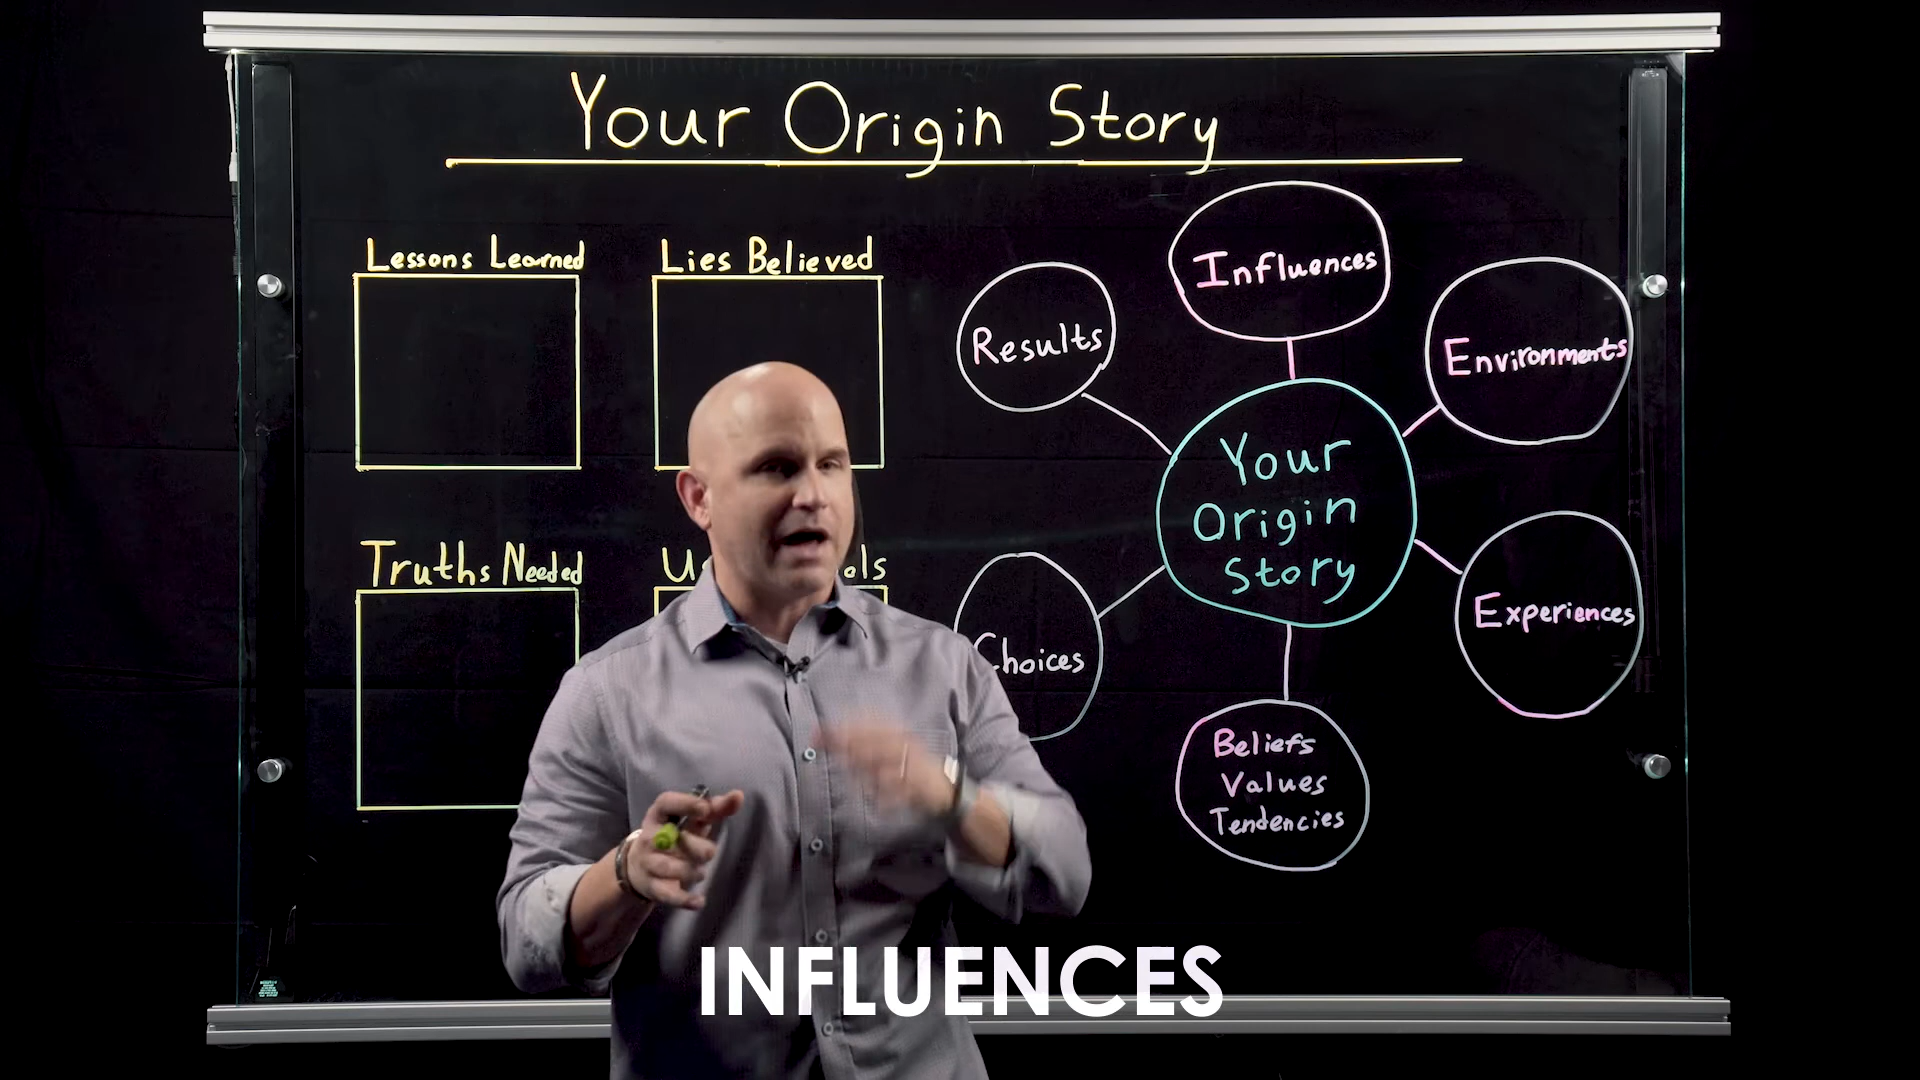 Your Origin Story
Lessons Learned
Lies Believed
Truths Needed
Influences
Results
Environments
Your
Origin
Story
Experiences
Choices
Beliefs
Values
Tendencies
INFLUENCES